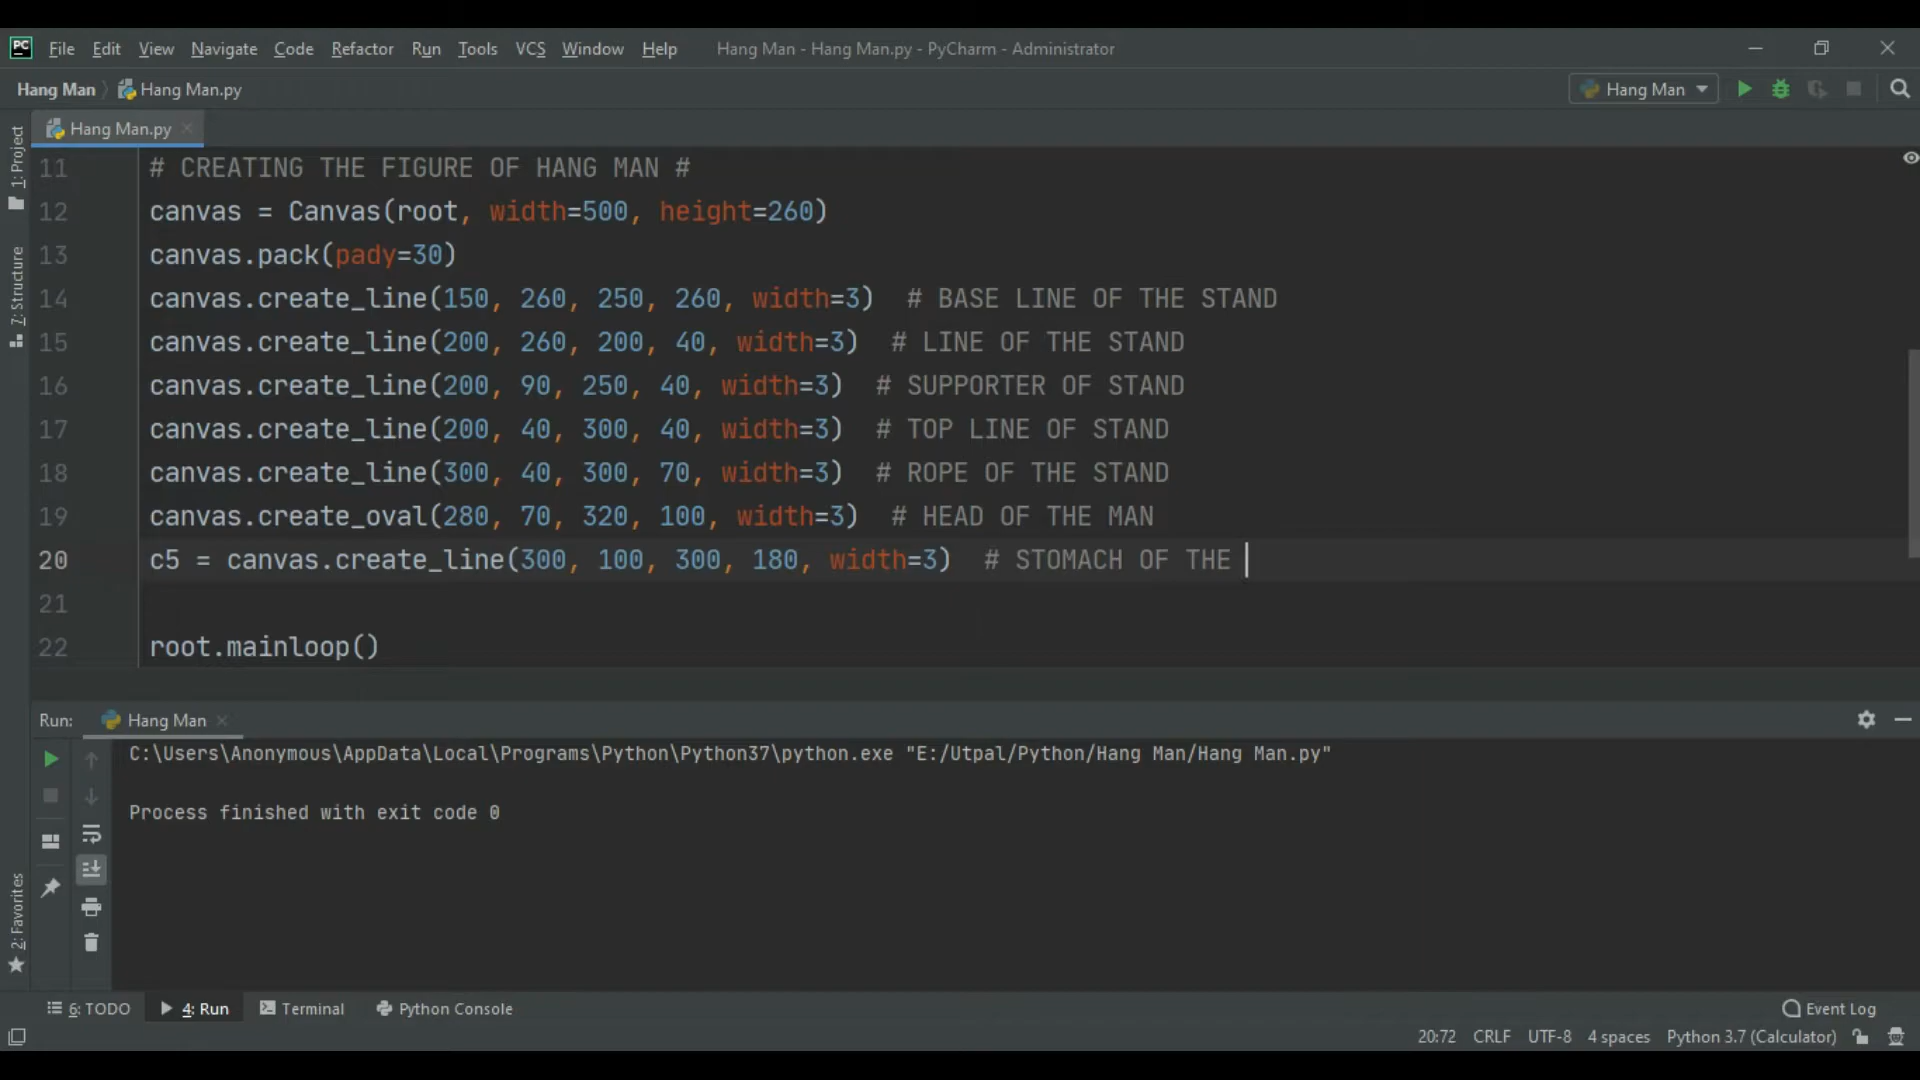 PC File Edit View Navigate Code Refactor Run Tools VCS Window Help Hang Man - Hang Man.py - PyCharm - Administrator
Hang Man Hang Man.py Hang Man
Hang Man.py
1: Project
7: Structure
2: Favorites
11 # CREATING THE FIGURE OF HANG MAN #
12 canvas = Canvas(root, width=500, height=260)
13 canvas.pack(pady=30)
14 canvas.create_line(150, 260, 250, 260, width=3)  # BASE LINE OF THE STAND
15 canvas.create_line(200, 260, 200, 40, width=3)  # LINE OF THE STAND
16 canvas.create_line(200, 90, 250, 40, width=3)  # SUPPORTER OF STAND
17 canvas.create_line(200, 40, 300, 40, width=3)  # TOP LINE OF STAND
18 canvas.create_line(300, 40, 300, 70, width=3)  # ROPE OF THE STAND
19 canvas.create_oval(280, 70, 320, 100, width=3)  # HEAD OF THE MAN
20 c5 = canvas.create_line(300, 100, 300, 180, width=3)  # STOMACH OF THE
21
22 root.mainloop()
Run: Hang Man
C:\Users\Anonymous\AppData\Local\Programs\Python\Python37\python.exe "E:/Utpal/Python/Hang Man/Hang Man.py"
Process finished with exit code 0
6: TODO 4: Run Terminal Python Console Event Log
20:72 CRLF UTF-8 4 spaces Python 3.7 (Calculator)